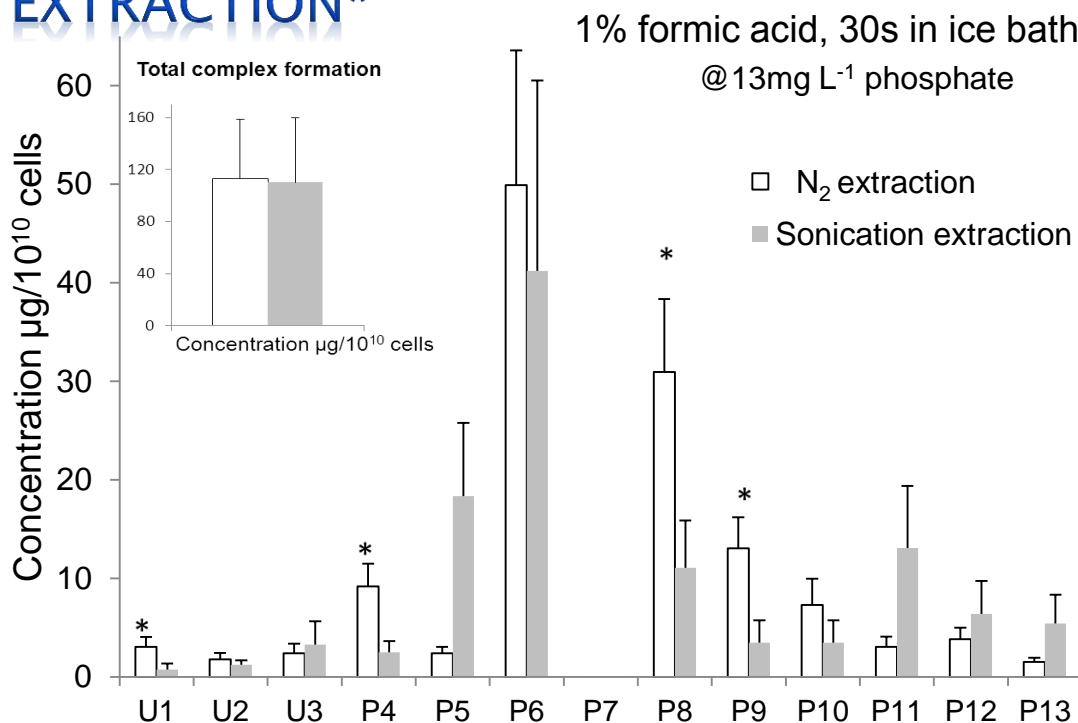 EXTRACTION*
1% formic acid, 30s in ice bath
@13mg L⁻¹ phosphate
Total complex formation
160
120
80
40
0
Concentration µg/10¹⁰ cells
N₂ extraction
Sonication extraction
Concentration µg/10¹⁰ cells
60
50
40
30
20
10
0
*
*
*
*
U1 U2 U3 P4 P5 P6 P7 P8 P9 P10 P11 P12 P13